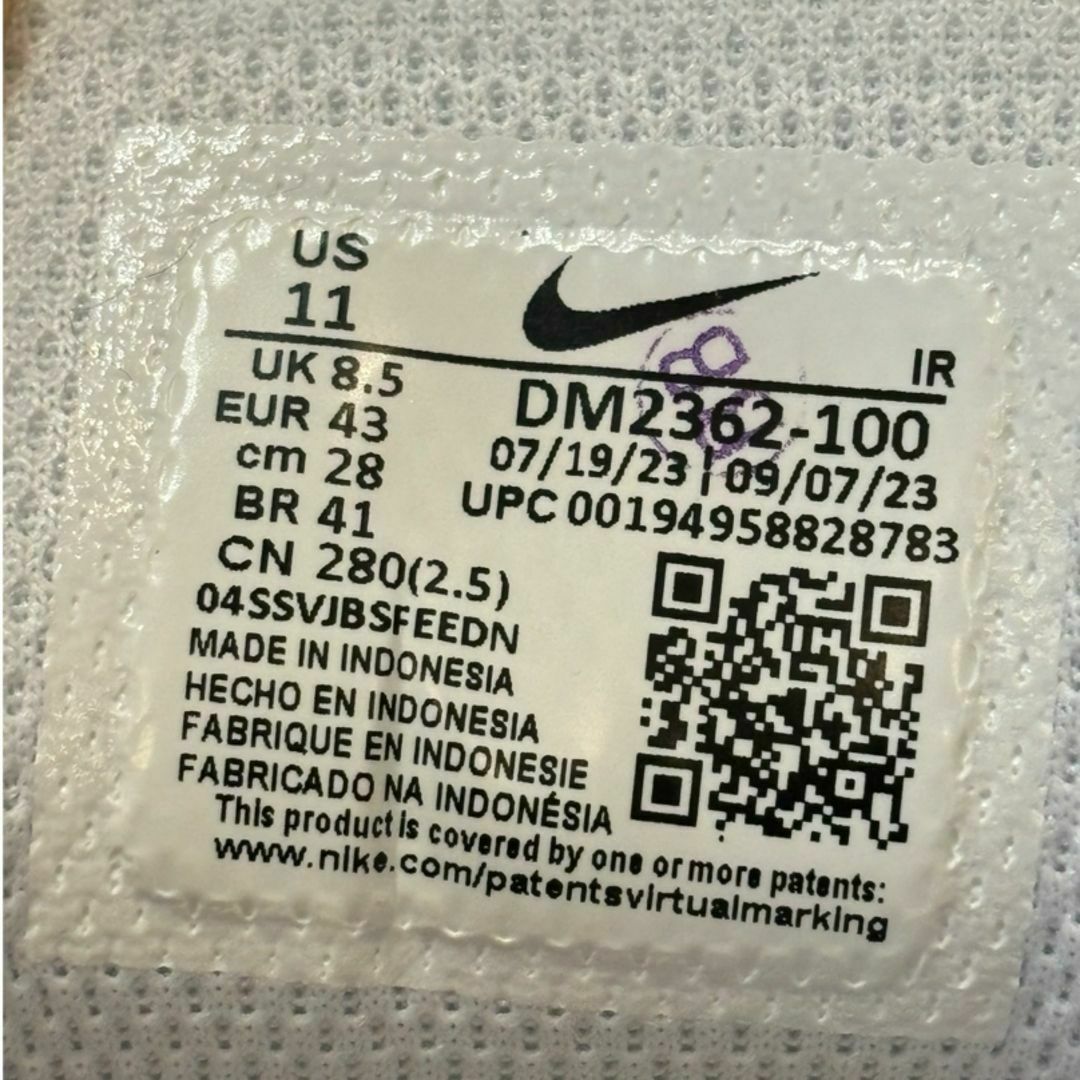 US
11
IR
UK 8.5
EUR 43
cm 28
BR 41
CN 280(2.5)
DM2362-100
07/19/23 | 09/07/23
UPC 00194958828783
04SSVJBSFEEDN
MADE IN INDONESIA
HECHO EN INDONESIA
FABRIQUE EN INDONESIE
FABRICADO NA INDONÉSIA
This product is covered by one or more patents:
www.nike.com/patentsvirtualmarking